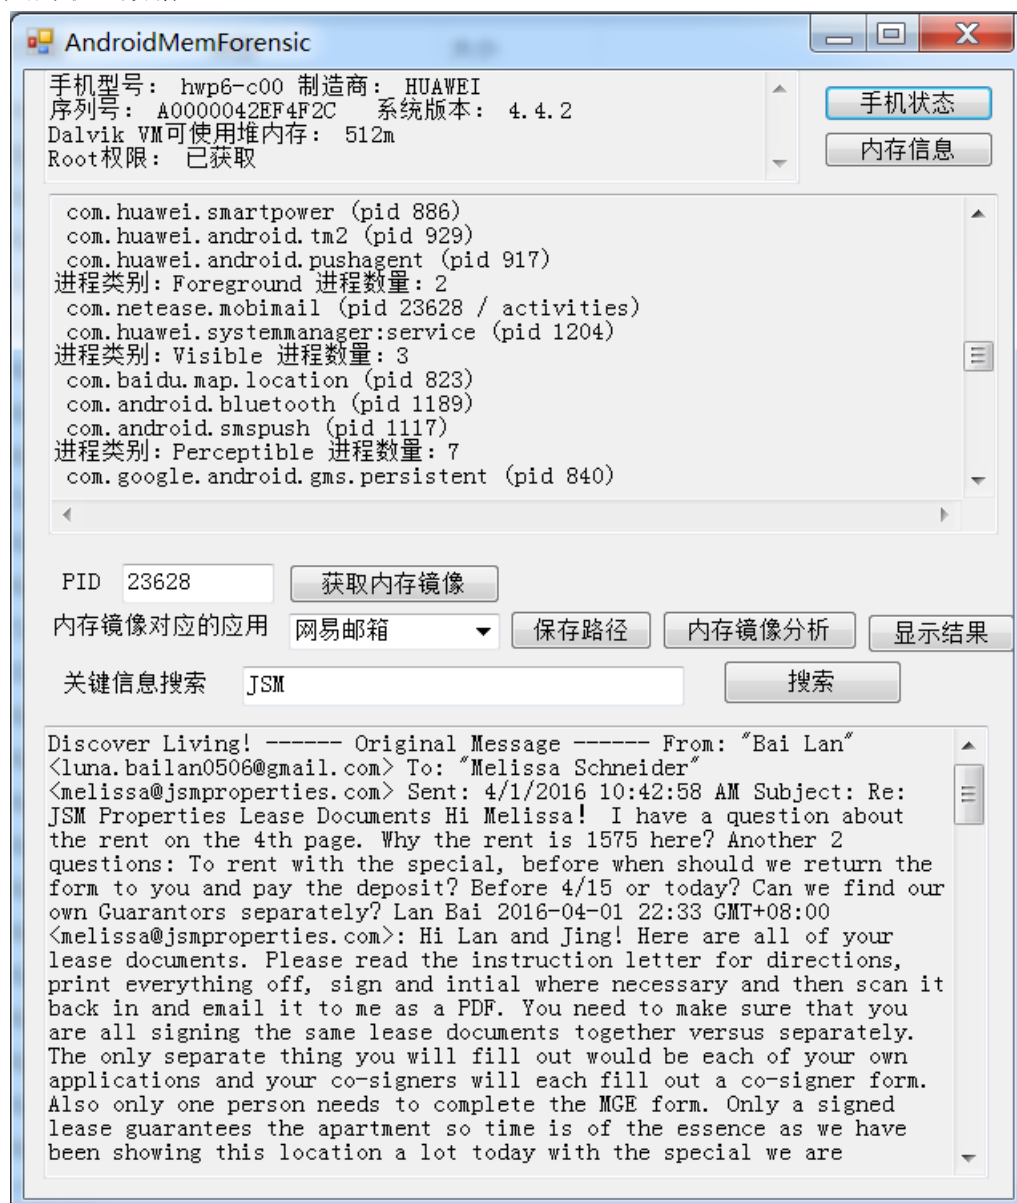 AndroidMemForensic
手机型号: hwp6-c00 制造商: HUAWEI
序列号: A0000042EF4F2C 系统版本: 4.4.2
Dalvik VM可使用堆内存: 512m
Root权限: 已获取
手机状态
内存信息
com.huawei.smartpower (pid 886)
com.huawei.android.tm2 (pid 929)
com.huawei.android.pushagent (pid 917)
进程类别: Foreground 进程数量: 2
com.netease.mobimail (pid 23628 / activities)
com.huawei.systemmanager:service (pid 1204)
进程类别: Visible 进程数量: 3
com.baidu.map.location (pid 823)
com.android.bluetooth (pid 1189)
com.android.smspush (pid 1117)
进程类别: Perceptible 进程数量: 7
com.google.android.gms.persistent (pid 840)
PID 23628 获取内存镜像
内存镜像对应的应用 网易邮箱 保存路径 内存镜像分析 显示结果
关键信息搜索 JSM 搜索
Discover Living! ------ Original Message ------ From: "Bai Lan"
<luna.bailan0506@gmail.com> To: "Melissa Schneider"
<melissa@jsmproperties.com> Sent: 4/1/2016 10:42:58 AM Subject: Re:
JSM Properties Lease Documents Hi Melissa! I have a question about
the rent on the 4th page. Why the rent is 1575 here? Another 2
questions: To rent with the special, before when should we return the
form to you and pay the deposit? Before 4/15 or today? Can we find our
own Guarantors separately? Lan Bai 2016-04-01 22:33 GMT+08:00
<melissa@jsmproperties.com>: Hi Lan and Jing! Here are all of your
lease documents. Please read the instruction letter for directions,
print everything off, sign and intial where necessary and then scan it
back in and email it to me as a PDF. You need to make sure that you
are all signing the same lease documents together versus separately.
The only separate thing you will fill out would be each of your own
applications and your co-signers will each fill out a co-signer form.
Also only one person needs to complete the MGE form. Only a signed
lease guarantees the apartment so time is of the essence as we have
been showing this location a lot today with the special we are